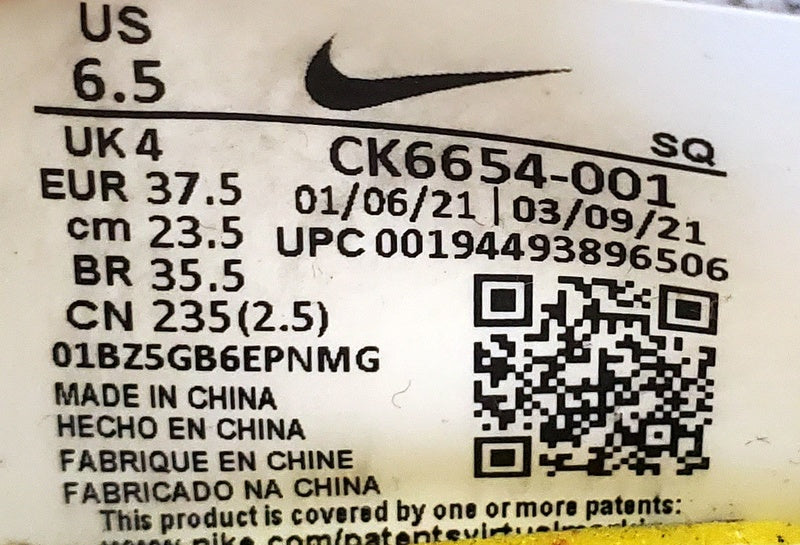 US
6.5
UK 4
EUR 37.5
cm 23.5
BR 35.5
CN 235(2.5)
SQ
CK6654-001
01/06/21 | 03/09/21
UPC 00194493896506
01BZ5GB6EPNMG
MADE IN CHINA
HECHO EN CHINA
FABRIQUE EN CHINE
FABRICADO NA CHINA
This product is covered by one or more patents: